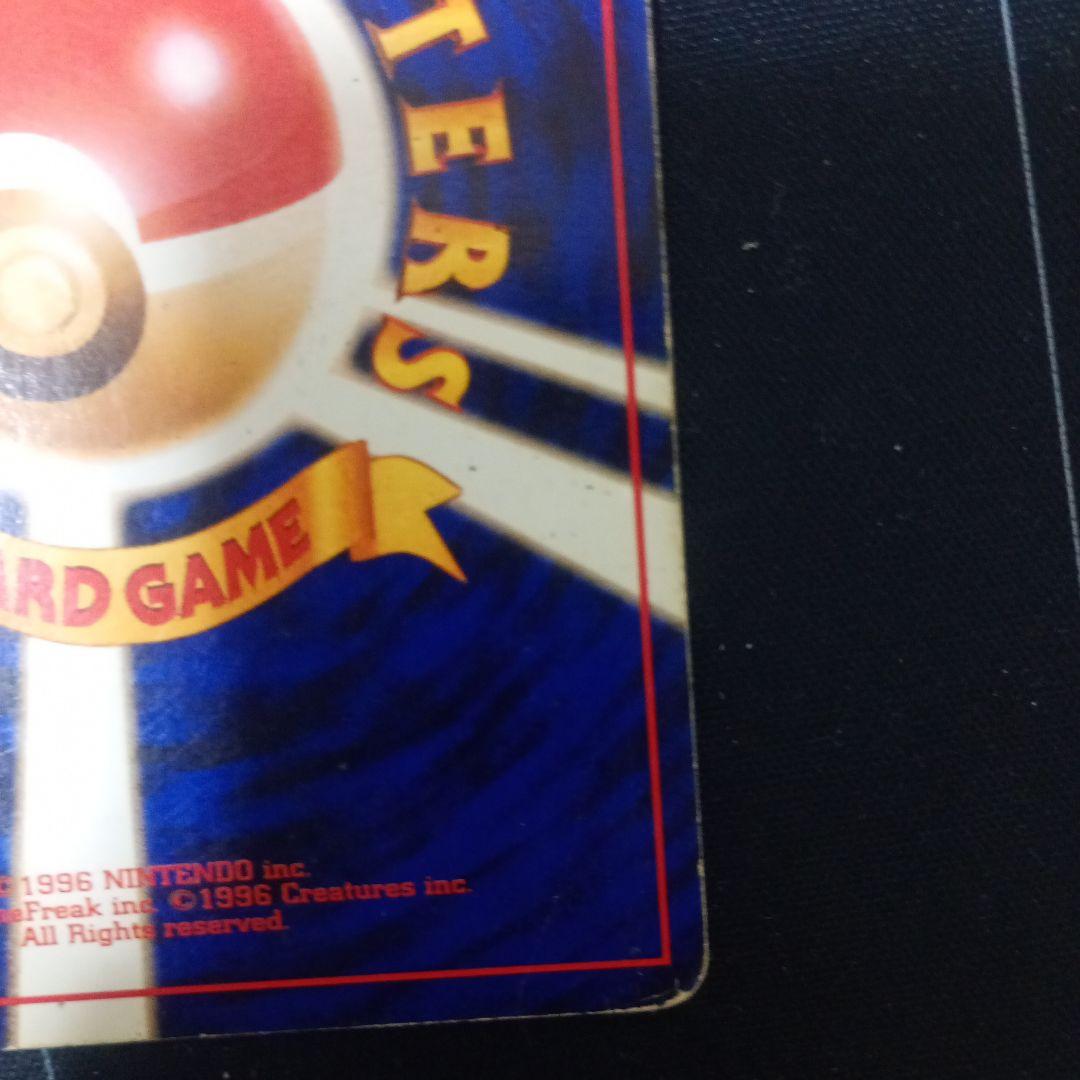 TERS
ARD GAME
©1996 NINTENDO inc.
eFreak inc. ©1996 Creatures inc.
All Rights reserved.